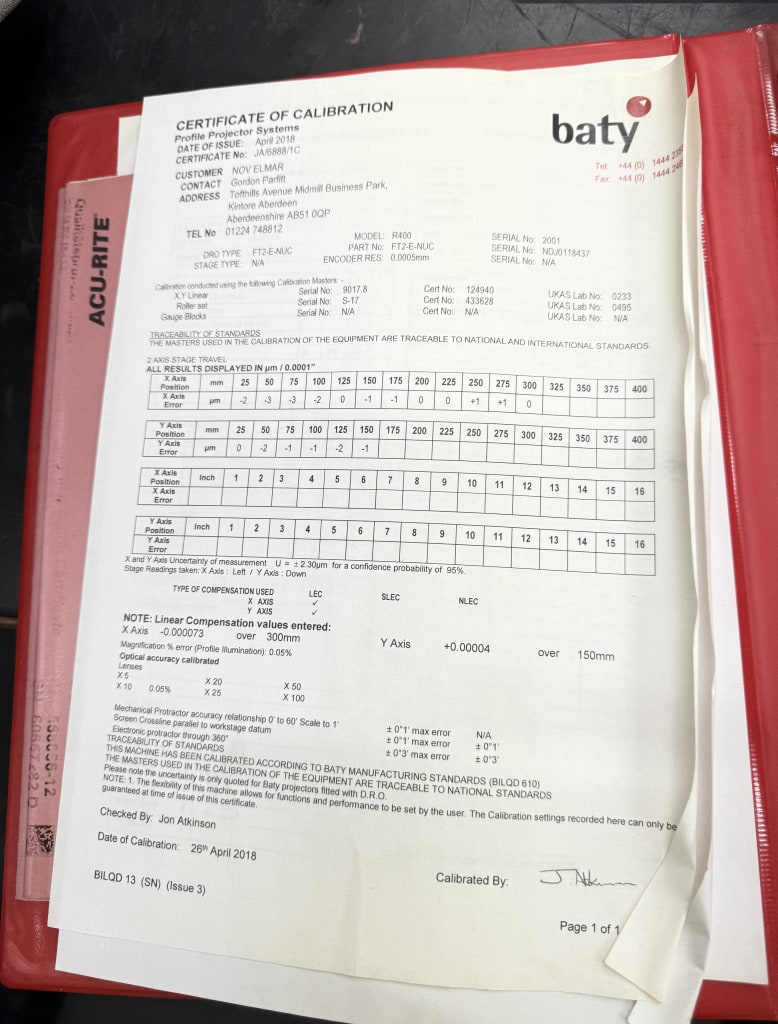 CERTIFICATE OF CALIBRATION
Profile Projector Systems
DATE OF ISSUE: April 2018
CERTIFICATE No: JA/6888/1C
baty
Tel: +44 (0) 1444
Fax: +44 (0) 1444
CUSTOMER NOV ELMAR
CONTACT Gordon Parfitt
ADDRESS Tofthills Avenue Midmill Business Park,
Kintore Aberdeen
Aberdeenshire AB51 0QP
TEL No 01224 748812
MODEL: R400 SERIAL No: 2001
DRO TYPE: FT2-E-NUC PART No: FT2-E-NUC SERIAL No: NDJ0118437
STAGE TYPE: N/A ENCODER RES: 0.0005mm SERIAL No: N/A
Calibration conducted using the following Calibration Masters: -
X,Y Linear Serial No: 9017.8 Cert No: 124940 UKAS Lab No: 0233
Roller set Serial No: S-17 Cert No: 433628 UKAS Lab No: 0495
Gauge Blocks Serial No: N/A Cert No: N/A UKAS Lab No: N/A
TRACEABILITY OF STANDARDS
THE MASTERS USED IN THE CALIBRATION OF THE EQUIPMENT ARE TRACEABLE TO NATIONAL AND INTERNATIONAL STANDARDS.
2 AXIS STAGE TRAVEL
ALL RESULTS DISPLAYED IN µm / 0.0001"
X Axis Position mm 25 50 75 100 125 150 175 200 225 250 275 300 325 350 375 400
X Axis Error µm -2 -3 -3 -2 0 -1 -1 0 0 +1 +1 0
Y Axis Position mm 25 50 75 100 125 150 175 200 225 250 275 300 325 350 375 400
Y Axis Error µm 0 -2 -1 -1 -2 -1
X Axis Position Inch 1 2 3 4 5 6 7 8 9 10 11 12 13 14 15 16
X Axis Error
Y Axis Position Inch 1 2 3 4 5 6 7 8 9 10 11 12 13 14 15 16
Y Axis Error
X and Y Axis Uncertainty of measurement U = ± 2.30µm for a confidence probability of 95%.
Stage Readings taken: X Axis : Left / Y Axis : Down
TYPE OF COMPENSATION USED LEC SLEC NLEC
X AXIS ✓
Y AXIS ✓
NOTE: Linear Compensation values entered:
X Axis -0.000073 over 300mm Y Axis +0.00004 over 150mm
Magnification % error (Profile Illumination): 0.05%
Optical accuracy calibrated
Lenses
X 5 X 20 X 50
X 10 0.05% X 25 X 100
Mechanical Protractor accuracy relationship 0' to 60' Scale to 1' ± 0°1' max error N/A
Screen Crossline parallel to workstage datum ± 0°1' max error ± 0°1'
Electronic protractor through 360° ± 0°3' max error ± 0°3'
TRACEABILITY OF STANDARDS
THIS MACHINE HAS BEEN CALIBRATED ACCORDING TO BATY MANUFACTURING STANDARDS (BILQD 610)
THE MASTERS USED IN THE CALIBRATION OF THE EQUIPMENT ARE TRACEABLE TO NATIONAL STANDARDS
Please note the uncertainty is only quoted for Baty projectors fitted with D.R.O.
NOTE: 1. The flexibility of this machine allows for functions and performance to be set by the user. The Calibration settings recorded here can only be
guaranteed at time of issue of this certificate.
Checked By: Jon Atkinson
Date of Calibration: 26th April 2018
Calibrated By:
BILQD 13 (SN) (Issue 3)
Page 1 of 1
ACU-RITE